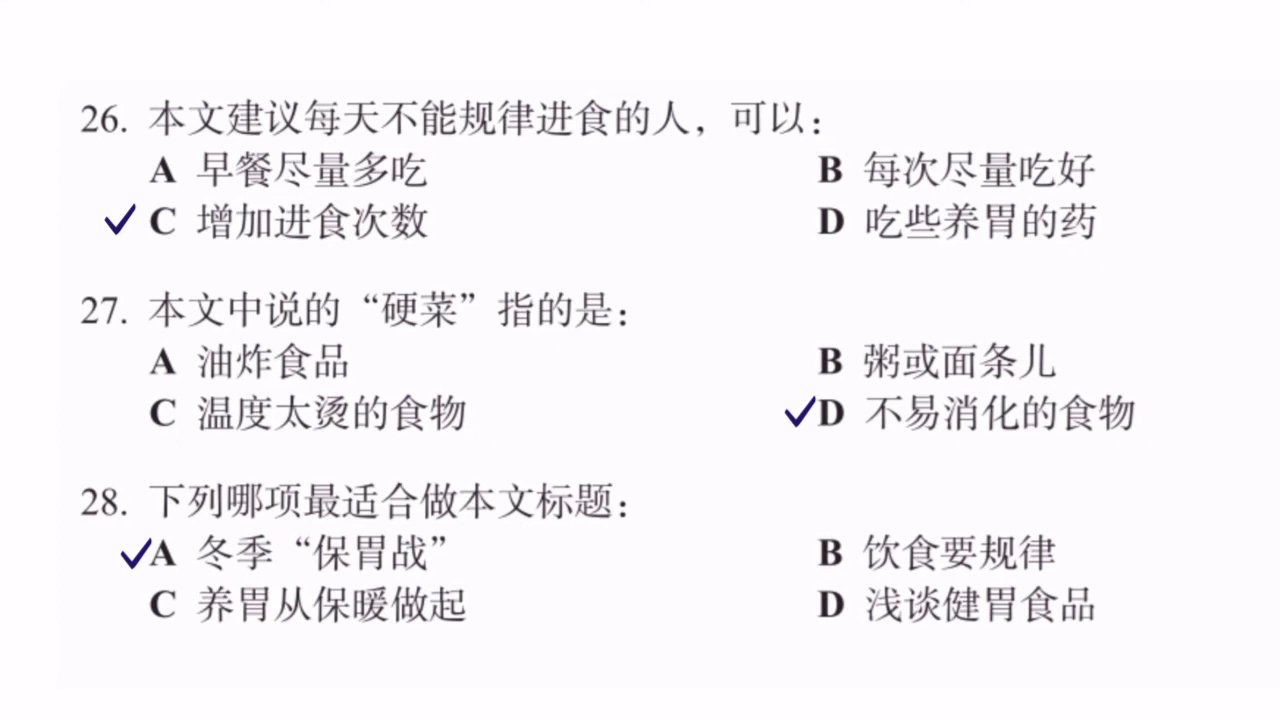 26. 本文建议每天不能规律进食的人，可以：
A 早餐尽量多吃 B 每次尽量吃好
✓C 增加进食次数 D 吃些养胃的药
27. 本文中说的“硬菜”指的是：
A 油炸食品 B 粥或面条儿
C 温度太烫的食物 ✓D 不易消化的食物
28. 下列哪项最适合做本文标题：
✓A 冬季“保胃战” B 饮食要规律
C 养胃从保暖做起 D 浅谈健胃食品